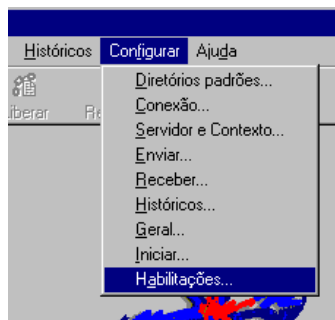 Históricos Configurar Ajuda
Diretórios padrões...
Conexão...
Servidor e Contexto...
Enviar...
Receber...
Históricos...
Geral...
Iniciar...
Habilitações...